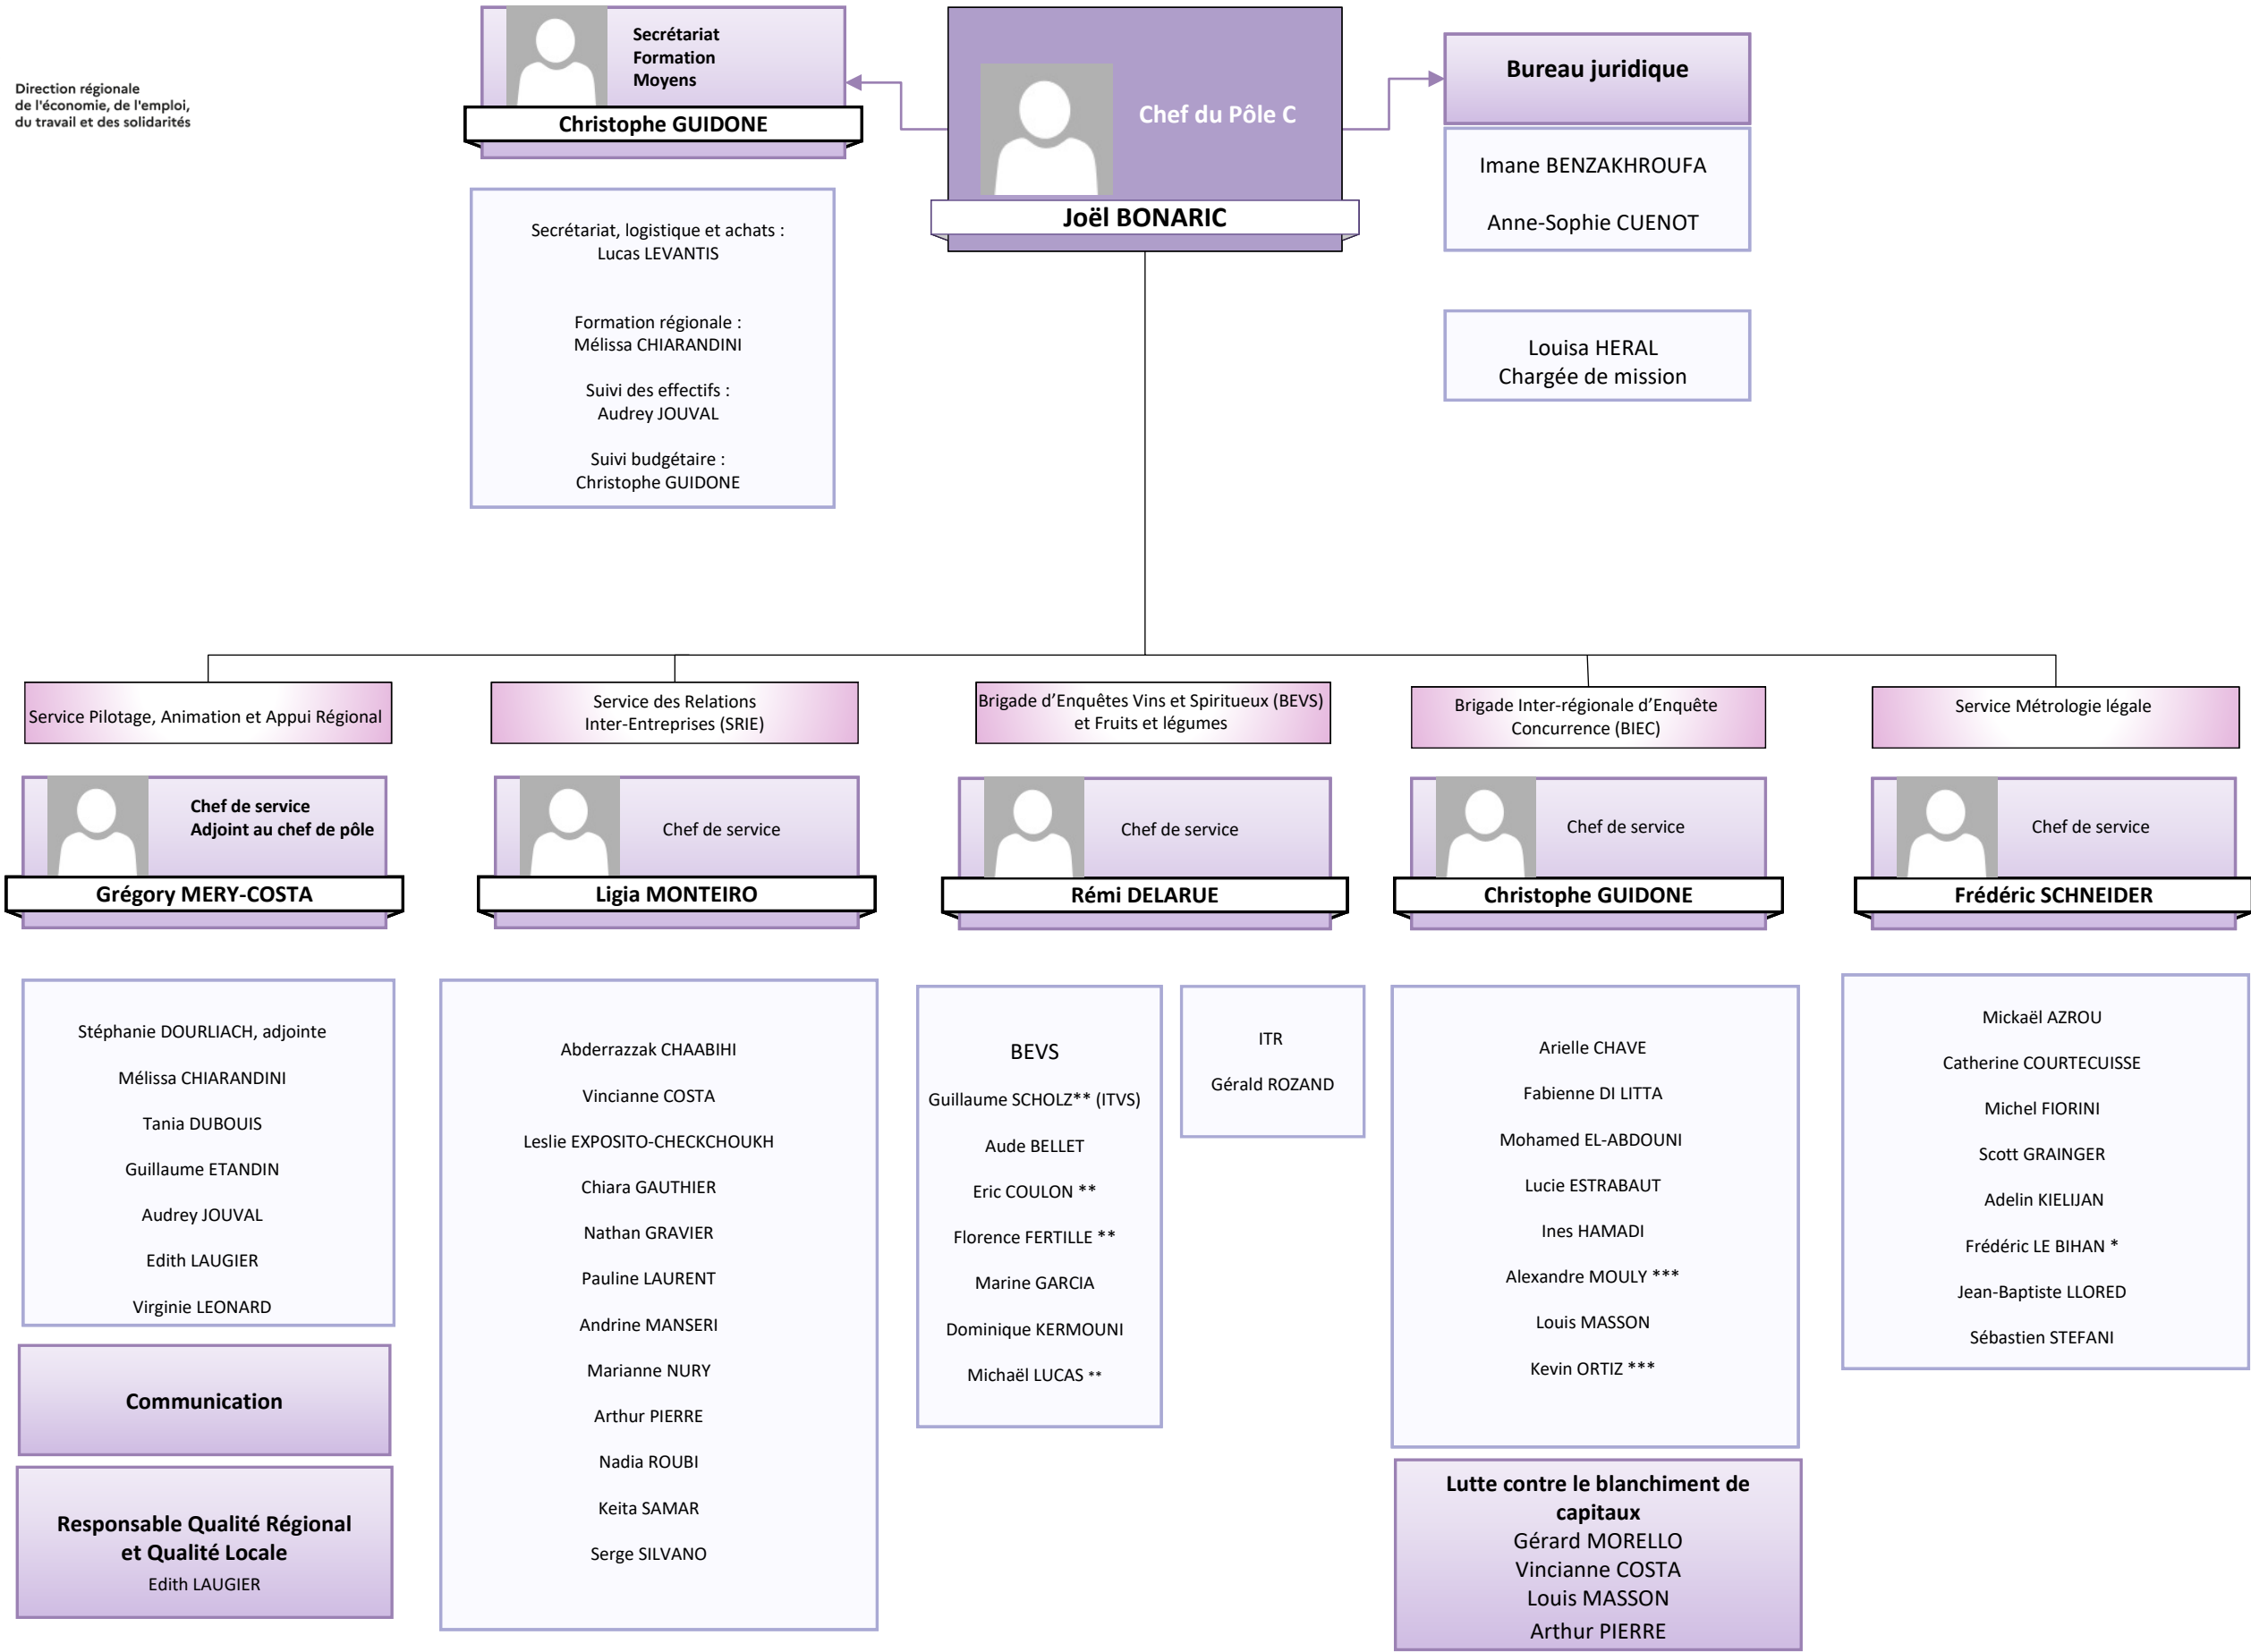 Direction régionale
de l'économie, de l'emploi,
du travail et des solidarités
Secrétariat
Formation
Moyens
Christophe GUIDONE
Chef du Pôle C
Joël BONARIC
Bureau juridique
Imane BENZAKHROUFA
Anne-Sophie CUENOT
Louisa HERAL
Chargée de mission
Secrétariat, logistique et achats :
Lucas LEVANTIS
Formation régionale :
Mélissa CHIARANDINI
Suivi des effectifs :
Audrey JOUVAL
Suivi budgétaire :
Christophe GUIDONE
Service Pilotage, Animation et Appui Régional
Chef de service
Adjoint au chef de pôle
Grégory MERY-COSTA
Stéphanie DOURLIACH, adjointe
Mélissa CHIARANDINI
Tania DUBOUIS
Guillaume ETANDIN
Audrey JOUVAL
Edith LAUGIER
Virginie LEONARD
Communication
Responsable Qualité Régional
et Qualité Locale
Edith LAUGIER
Service des Relations
Inter-Entreprises (SRIE)
Chef de service
Ligia MONTEIRO
Abderrazzak CHAABIHI
Vincianne COSTA
Leslie EXPOSITO-CHECKCHOUKH
Chiara GAUTHIER
Nathan GRAVIER
Pauline LAURENT
Andrine MANSERI
Marianne NURY
Arthur PIERRE
Nadia ROUBI
Keita SAMAR
Serge SILVANO
Brigade d’Enquêtes Vins et Spiritueux (BEVS)
et Fruits et légumes
Chef de service
Rémi DELARUE
BEVS
Guillaume SCHOLZ** (ITVS)
Aude BELLET
Eric COULON **
Florence FERTILLE **
Marine GARCIA
Dominique KERMOUNI
Michaël LUCAS **
ITR
Gérald ROZAND
Brigade Inter-régionale d’Enquête
Concurrence (BIEC)
Chef de service
Christophe GUIDONE
Arielle CHAVE
Fabienne DI LITTA
Mohamed EL-ABDOUNI
Lucie ESTRABAUT
Ines HAMADI
Alexandre MOULY ***
Louis MASSON
Kevin ORTIZ ***
Lutte contre le blanchiment de
capitaux
Gérard MORELLO
Vincianne COSTA
Louis MASSON
Arthur PIERRE
Service Métrologie légale
Chef de service
Frédéric SCHNEIDER
Mickaël AZROU
Catherine COURTECUISSE
Michel FIORINI
Scott GRAINGER
Adelin KIELIJAN
Frédéric LE BIHAN *
Jean-Baptiste LLORED
Sébastien STEFANI